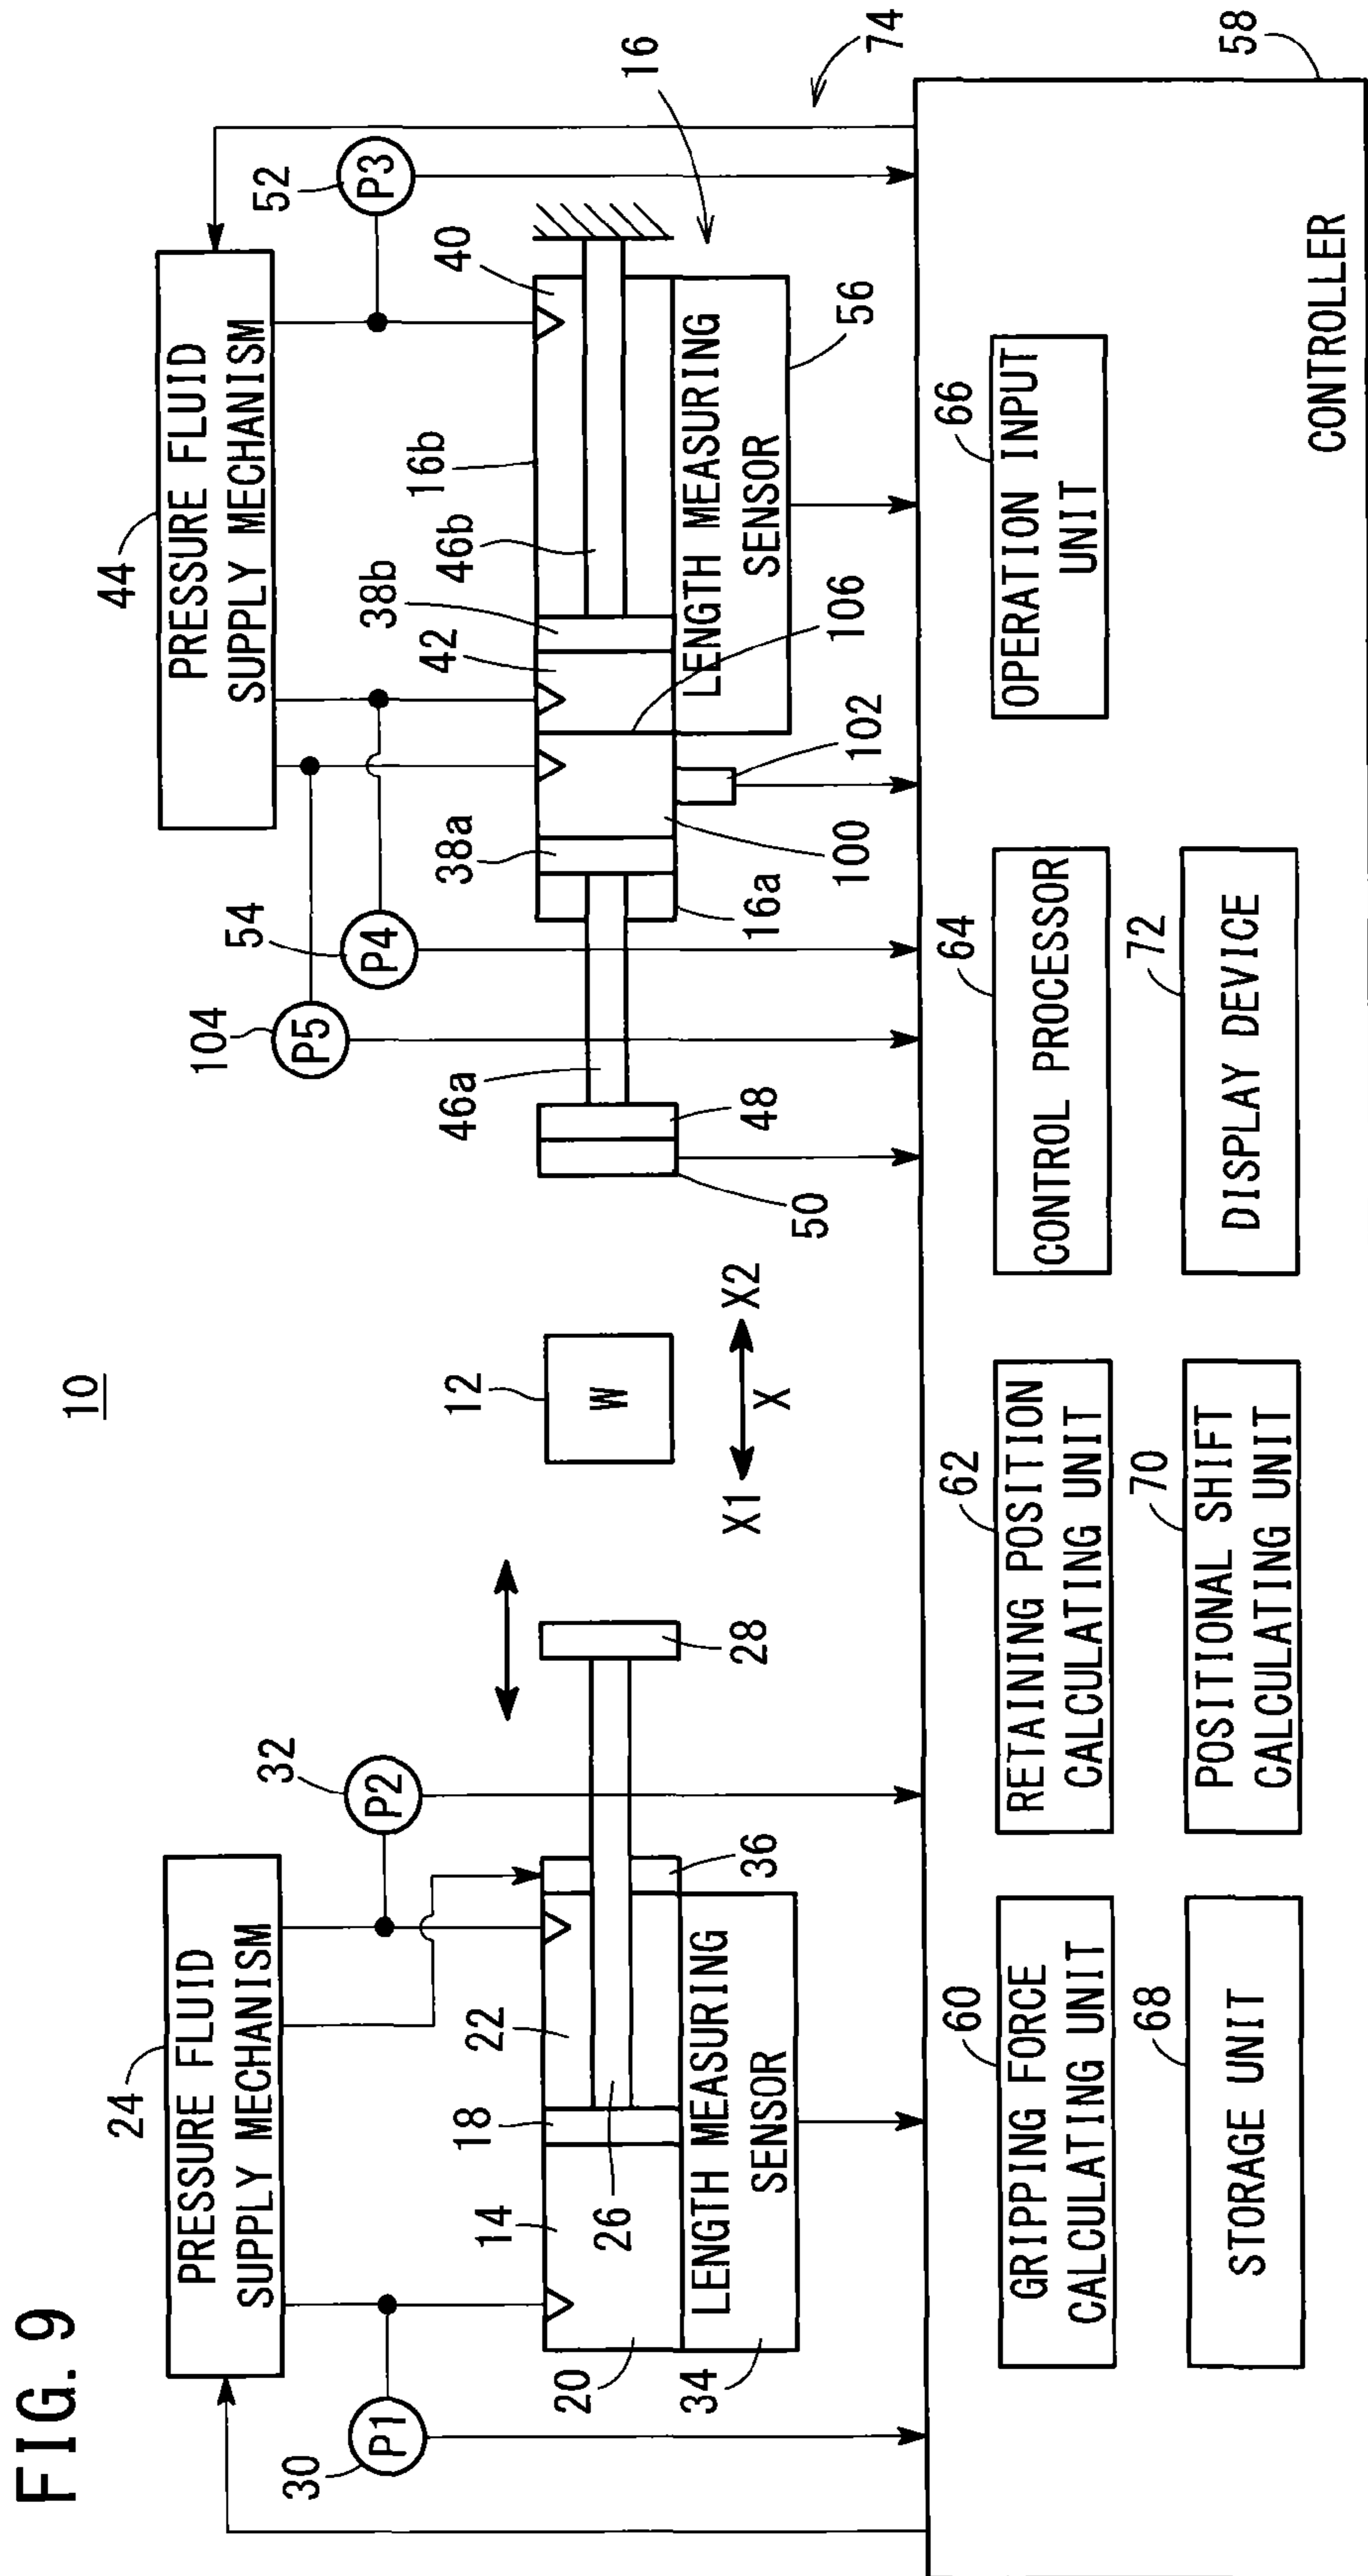 FIG. 9
10
24
PRESSURE FLUID
SUPPLY MECHANISM
44
PRESSURE FLUID
SUPPLY MECHANISM
30
P1
32
P2
104
P5
54
P4
52
P3
14
18
22
20
26
36
28
34
LENGTH MEASURING
SENSOR
12
W
X1
X
X2
46a
48
50
38a
16a
100
102
42
38b
46b
16b
40
16
106
LENGTH MEASURING
SENSOR
56
74
58
60
GRIPPING FORCE
CALCULATING UNIT
62
RETAINING POSITION
CALCULATING UNIT
64
CONTROL PROCESSOR
66
OPERATION INPUT
UNIT
68
STORAGE UNIT
70
POSITIONAL SHIFT
CALCULATING UNIT
72
DISPLAY DEVICE
CONTROLLER